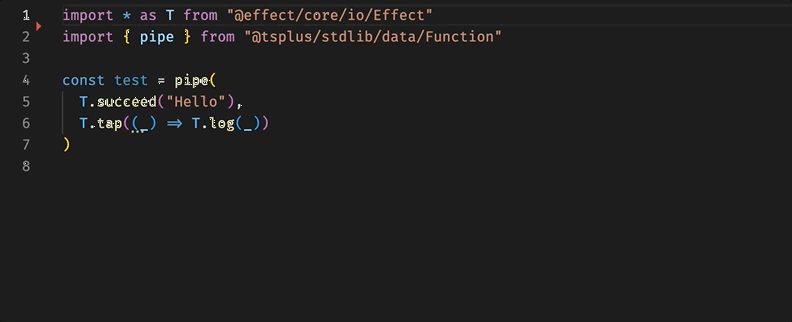 1 import * as T from "@effect/core/io/Effect"
2 import { pipe } from "@tsplus/stdlib/data/Function"
3
4 const test = pipe(
5   T.succeed("Hello"),
6   T.tap((_) => T.log(_))
7 )
8